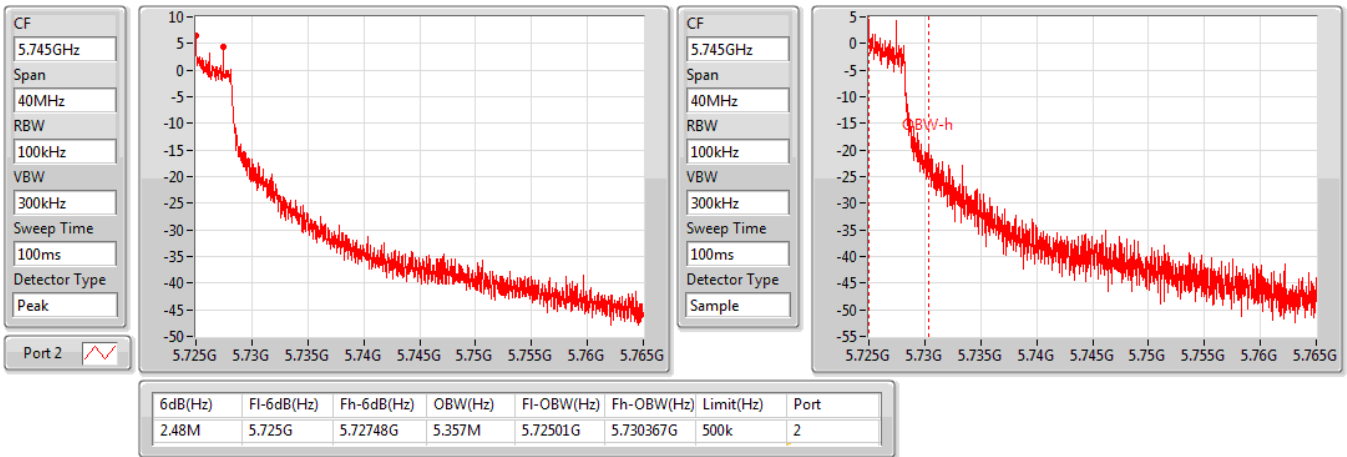 CF
5.745GHz
Span
40MHz
RBW
100kHz
VBW
300kHz
Sweep Time
100ms
Detector Type
Peak
Port 2
10
5
0
-5
-10
-15
-20
-25
-30
-35
-40
-45
-50
5.725G 5.73G 5.735G 5.74G 5.745G 5.75G 5.755G 5.76G 5.765G
CF
5.745GHz
Span
40MHz
RBW
100kHz
VBW
300kHz
Sweep Time
100ms
Detector Type
Sample
5
0
-5
-10
-15
-20
-25
-30
-35
-40
-45
-50
-55
OBW-h
5.725G 5.73G 5.735G 5.74G 5.745G 5.75G 5.755G 5.76G 5.765G
6dB(Hz) Fl-6dB(Hz) Fh-6dB(Hz) OBW(Hz) Fl-OBW(Hz) Fh-OBW(Hz) Limit(Hz) Port
2.48M 5.725G 5.72748G 5.357M 5.72501G 5.730367G 500k 2